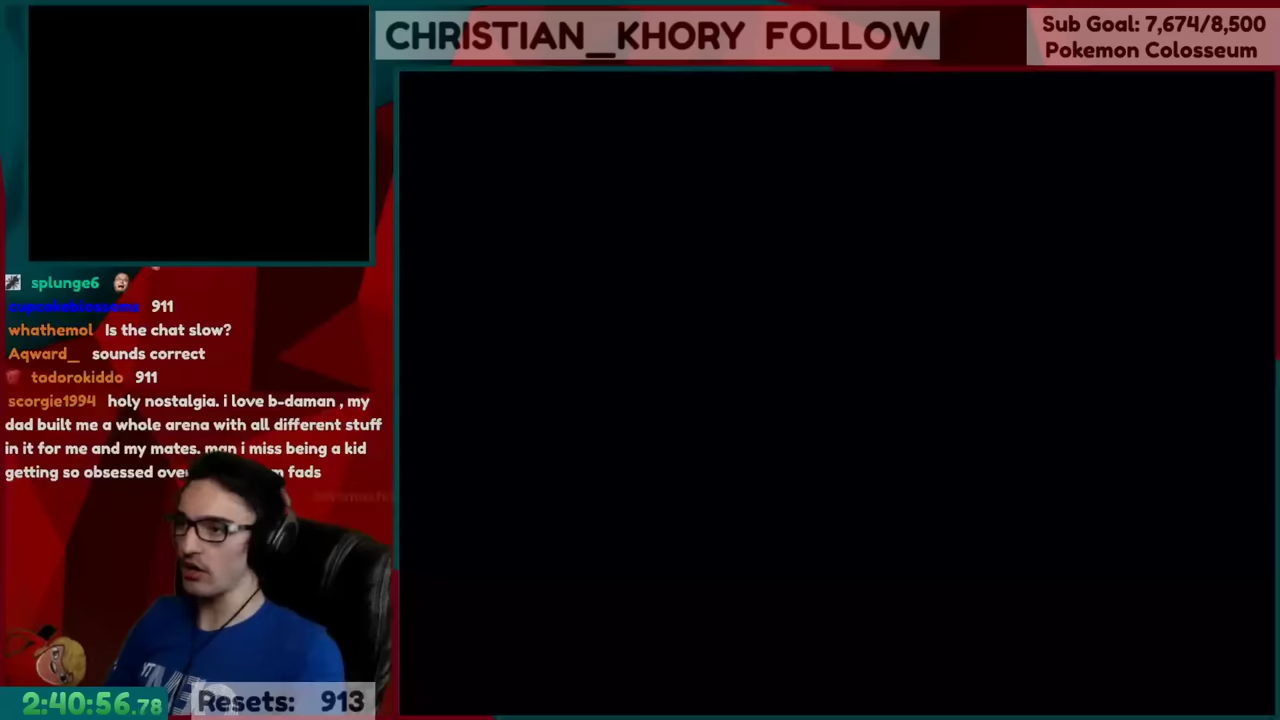 CHRISTIAN_KHORY FOLLOW
Sub Goal: 7,674/8,500
Pokemon Colosseum
splunge6
cupcakeblossoms 911
whathemol Is the chat slow?
Aqward_ sounds correct
todorokiddo 911
scorgie1994 holy nostalgia. i love b-daman , my
dad built me a whole arena with all different stuff
in it for me and my mates. man i miss being a kid
getting so obsessed over fads
2:40:56.78
Resets: 913